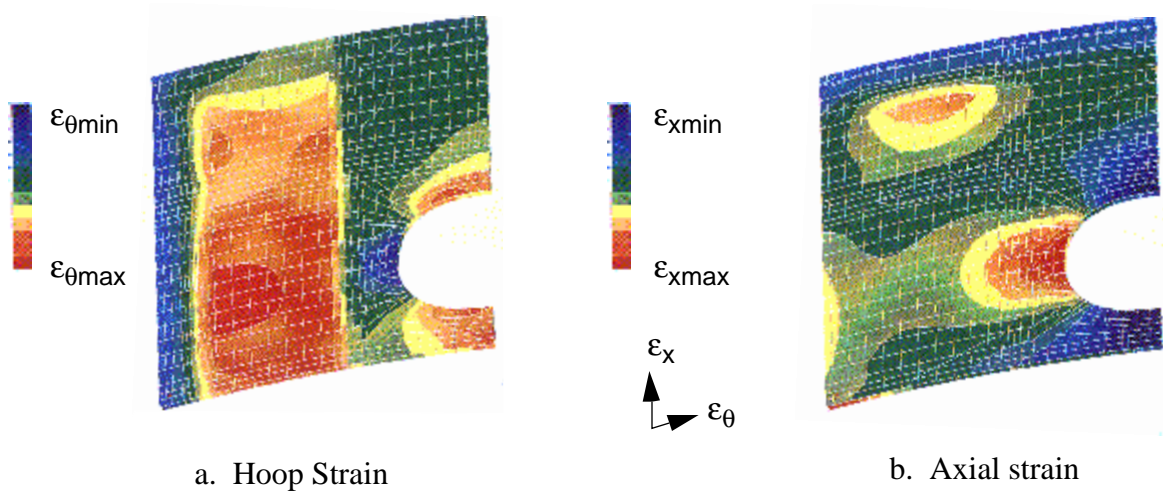 εθmin
εθmax
εxmin
εxmax
εx
εθ
a. Hoop Strain
b. Axial strain